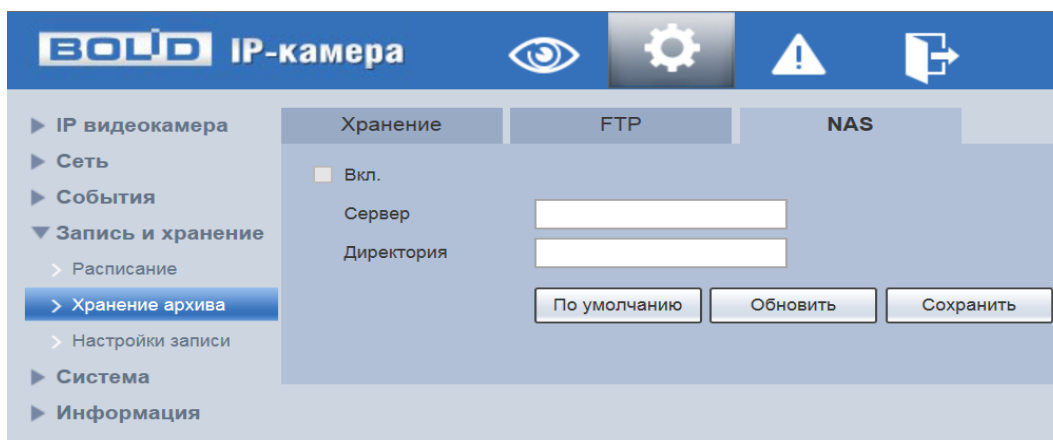 BOLID IP-камера
IP видеокамера
Сеть
События
Запись и хранение
Расписание
Хранение архива
Настройки записи
Система
Информация
Хранение FTP NAS
Вкл.
Сервер
Директория
По умолчанию Обновить Сохранить